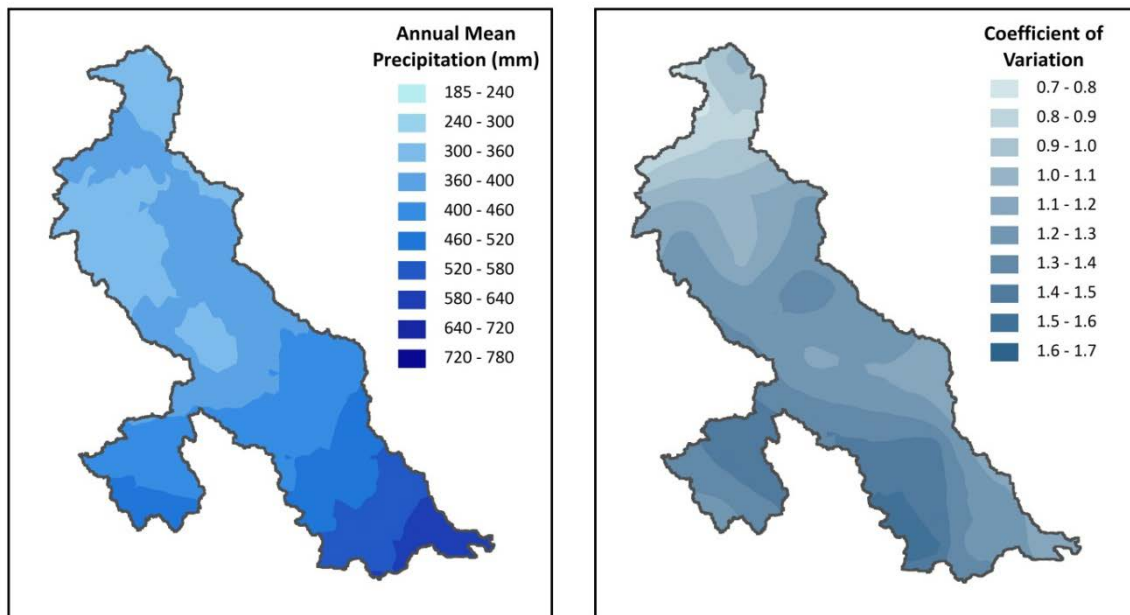 Annual Mean
Precipitation (mm)
185 - 240
240 - 300
300 - 360
360 - 400
400 - 460
460 - 520
520 - 580
580 - 640
640 - 720
720 - 780
Coefficient of
Variation
0.7 - 0.8
0.8 - 0.9
0.9 - 1.0
1.0 - 1.1
1.1 - 1.2
1.2 - 1.3
1.3 - 1.4
1.4 - 1.5
1.5 - 1.6
1.6 - 1.7